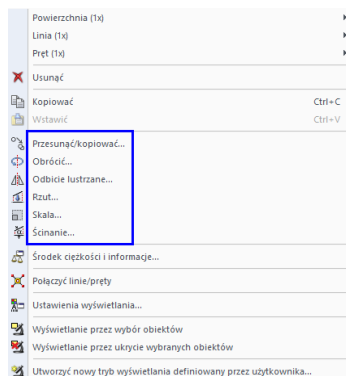 Powierzchnia (1x)
Linia (1x)
Pręt (1x)
Usunąć
Kopiować Ctrl+C
Wstawić Ctrl+V
Przesunąć/kopiować...
Obrócić...
Odbicie lustrzane...
Rzut...
Skala...
Ścinanie...
Środek ciężkości i informacje...
Połączyć linie/pręty
Ustawienia wyświetlania...
Wyświetlanie przez wybór obiektów
Wyświetlanie przez ukrycie wybranych obiektów
Utworzyć nowy tryb wyświetlania definiowany przez użytkownika...